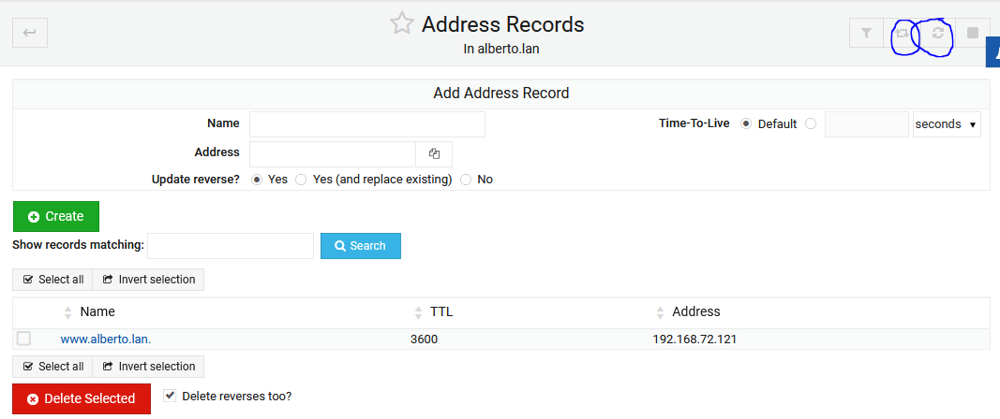 Address Records
In alberto.lan
Add Address Record
Name
Time-To-Live Default seconds
Address
Update reverse? Yes Yes (and replace existing) No
Create
Show records matching: Search
Select all Invert selection
Name TTL Address
www.alberto.lan. 3600 192.168.72.121
Select all Invert selection
Delete Selected Delete reverses too?